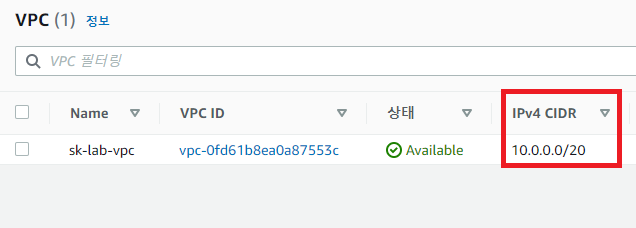 VPC (1) 정보
VPC 필터링
Name VPC ID 상태 IPv4 CIDR
sk-lab-vpc vpc-0fd61b8ea0a87553c Available 10.0.0.0/20